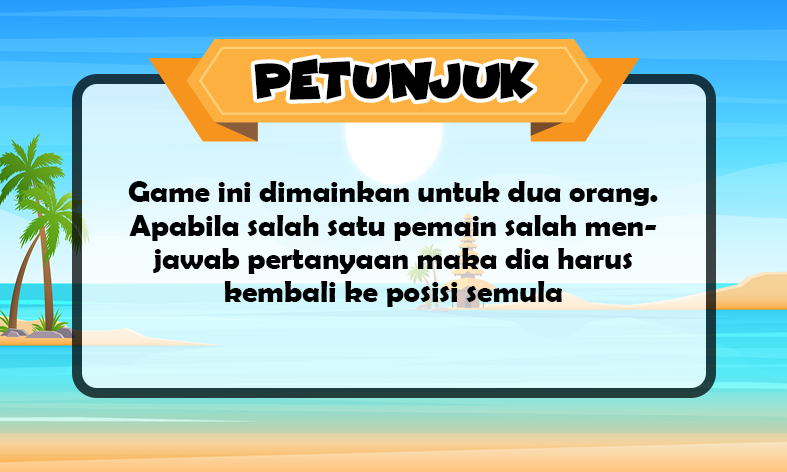 PETUNJUK
Game ini dimainkan untuk dua orang.
Apabila salah satu pemain salah men-
jawab pertanyaan maka dia harus
kembali ke posisi semula